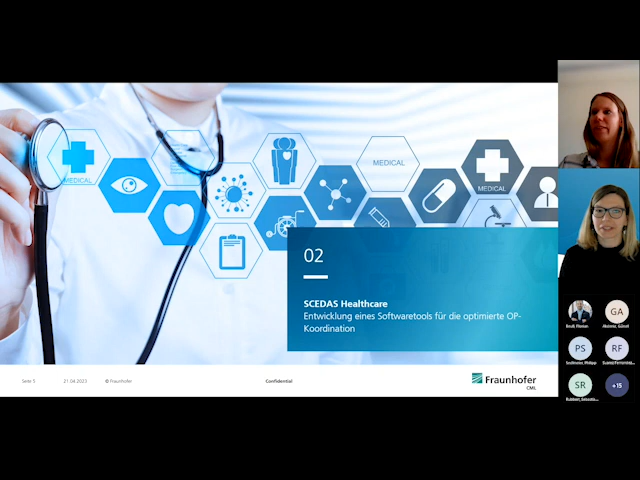 MEDICAL
MEDICAL
MEDICAL
02
SCEDAS Healthcare
Entwicklung eines Softwaretools für die optimierte OP-
Koordination
Seite 5
21.04.2023
© Fraunhofer
Confidential
Fraunhofer
CML
GA
PS
RF
SR
+15